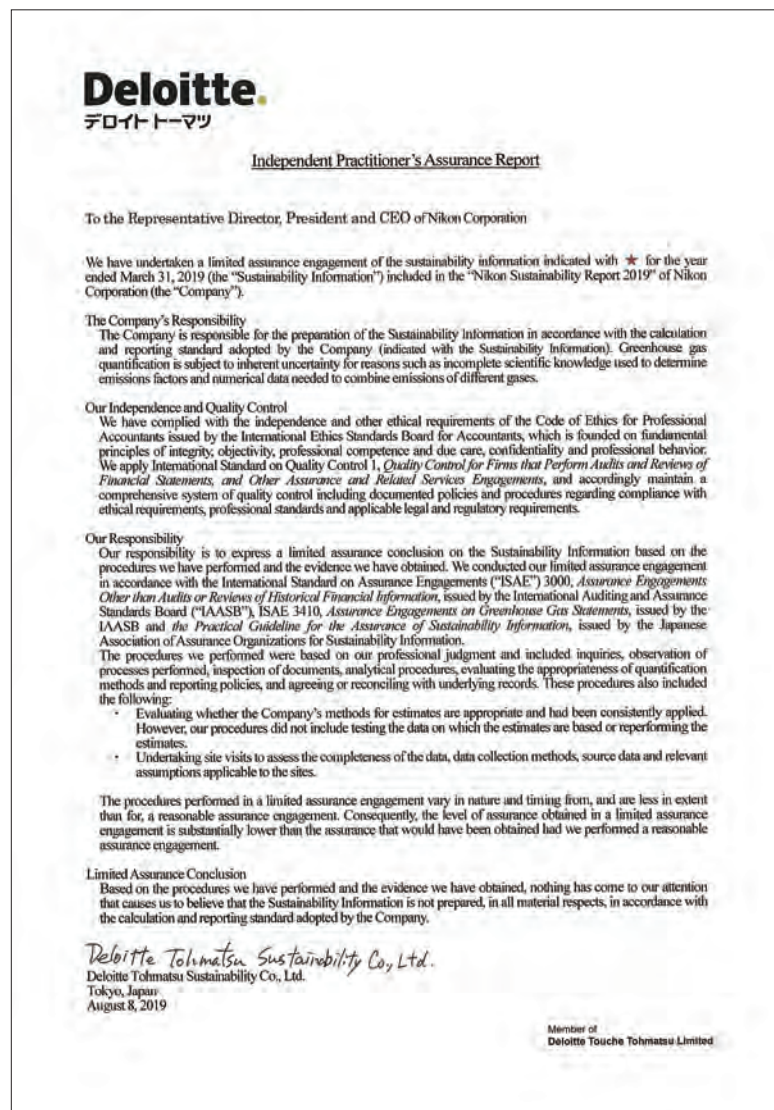 Deloitte.
デロイト トーマツ
Independent Practitioner's Assurance Report
To the Representative Director, President and CEO of Nikon Corporation
We have undertaken a limited assurance engagement of the sustainability information indicated with ★ for the year
ended March 31, 2019 (the “Sustainability Information”) included in the “Nikon Sustainability Report 2019” of Nikon
Corporation (the “Company”).
The Company's Responsibility
The Company is responsible for the preparation of the Sustainability Information in accordance with the calculation
and reporting standard adopted by the Company (indicated with the Sustainability Information). Greenhouse gas
quantification is subject to inherent uncertainty for reasons such as incomplete scientific knowledge used to determine
emissions factors and numerical data needed to combine emissions of different gases.
Our Independence and Quality Control
We have complied with the independence and other ethical requirements of the Code of Ethics for Professional
Accountants issued by the International Ethics Standards Board for Accountants, which is founded on fundamental
principles of integrity, objectivity, professional competence and due care, confidentiality and professional behavior.
We apply International Standard on Quality Control 1, Quality Control for Firms that Perform Audits and Reviews of
Financial Statements, and Other Assurance and Related Services Engagements, and accordingly maintain a
comprehensive system of quality control including documented policies and procedures regarding compliance with
ethical requirements, professional standards and applicable legal and regulatory requirements.
Our Responsibility
Our responsibility is to express a limited assurance conclusion on the Sustainability Information based on the
procedures we have performed and the evidence we have obtained. We conducted our limited assurance engagement
in accordance with the International Standard on Assurance Engagements (“ISAE”) 3000, Assurance Engagements
Other than Audits or Reviews of Historical Financial Information, issued by the International Auditing and Assurance
Standards Board (“IAASB”), ISAE 3410, Assurance Engagements on Greenhouse Gas Statements, issued by the
IAASB and the Practical Guideline for the Assurance of Sustainability Information, issued by the Japanese
Association of Assurance Organizations for Sustainability Information.
The procedures we performed were based on our professional judgment and included inquiries, observation of
processes performed, inspection of documents, analytical procedures, evaluating the appropriateness of quantification
methods and reporting policies, and agreeing or reconciling with underlying records. These procedures also included
the following:
・ Evaluating whether the Company's methods for estimates are appropriate and had been consistently applied.
However, our procedures did not include testing the data on which the estimates are based or reperforming the
estimates.
・ Undertaking site visits to assess the completeness of the data, data collection methods, source data and relevant
assumptions applicable to the sites.
The procedures performed in a limited assurance engagement vary in nature and timing from, and are less in extent
than for, a reasonable assurance engagement. Consequently, the level of assurance obtained in a limited assurance
engagement is substantially lower than the assurance that would have been obtained had we performed a reasonable
assurance engagement.
Limited Assurance Conclusion
Based on the procedures we have performed and the evidence we have obtained, nothing has come to our attention
that causes us to believe that the Sustainability Information is not prepared, in all material respects, in accordance with
the calculation and reporting standard adopted by the Company.
Deloitte Tohmatsu Sustainability Co., Ltd.
Deloitte Tohmatsu Sustainability Co., Ltd.
Tokyo, Japan
August 8, 2019
Member of
Deloitte Touche Tohmatsu Limited